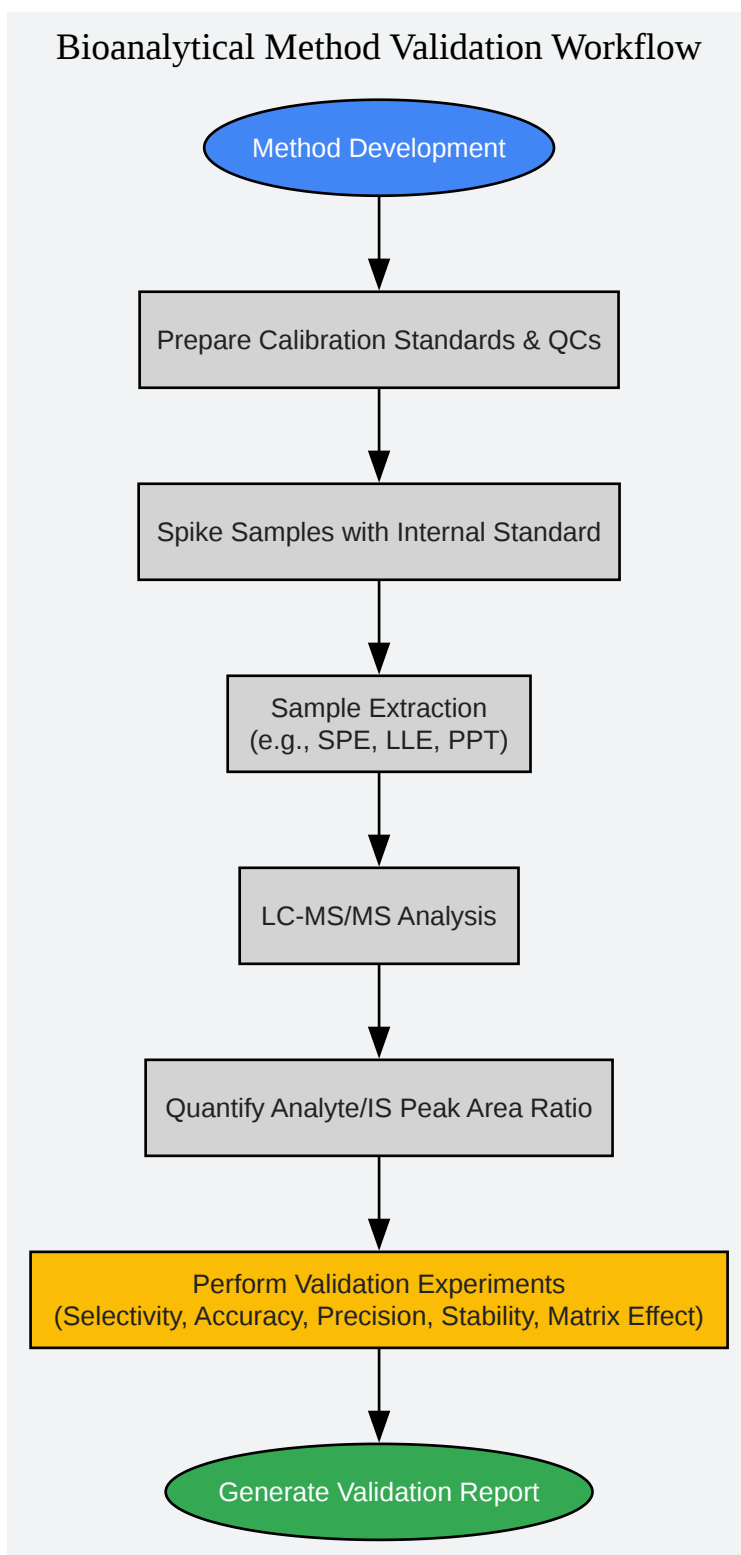 Bioanalytical Method Validation Workflow
Method Development
Prepare Calibration Standards & QCs
Spike Samples with Internal Standard
Sample Extraction
(e.g., SPE, LLE, PPT)
LC-MS/MS Analysis
Quantify Analyte/IS Peak Area Ratio
Perform Validation Experiments
(Selectivity, Accuracy, Precision, Stability, Matrix Effect)
Generate Validation Report